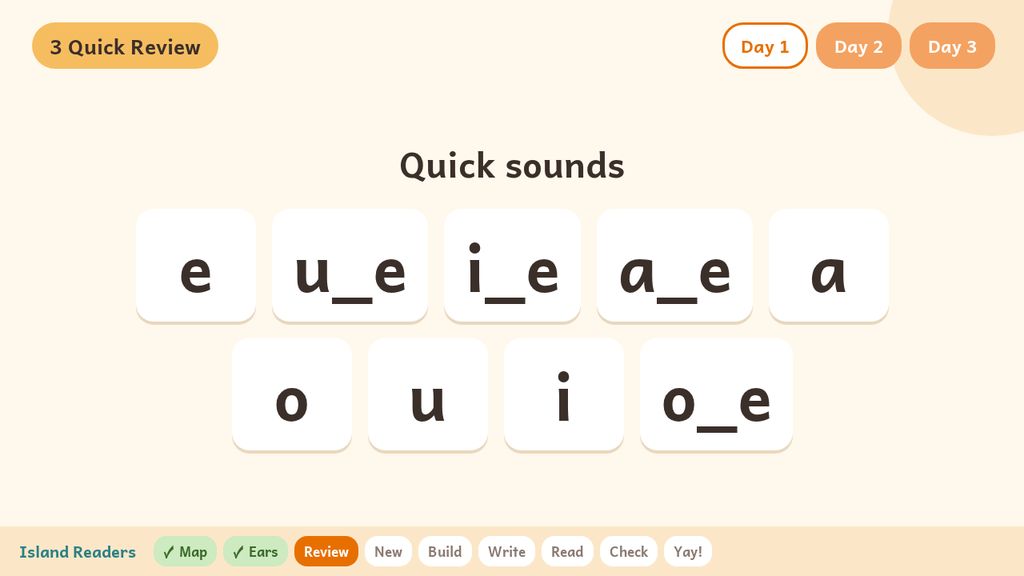 3 Quick Review
Day 1 Day 2 Day 3
Quick sounds
e u_e i_e a_e a
o u i o_e
Island Readers ✓ Map ✓ Ears Review New Build Write Read Check Yay!